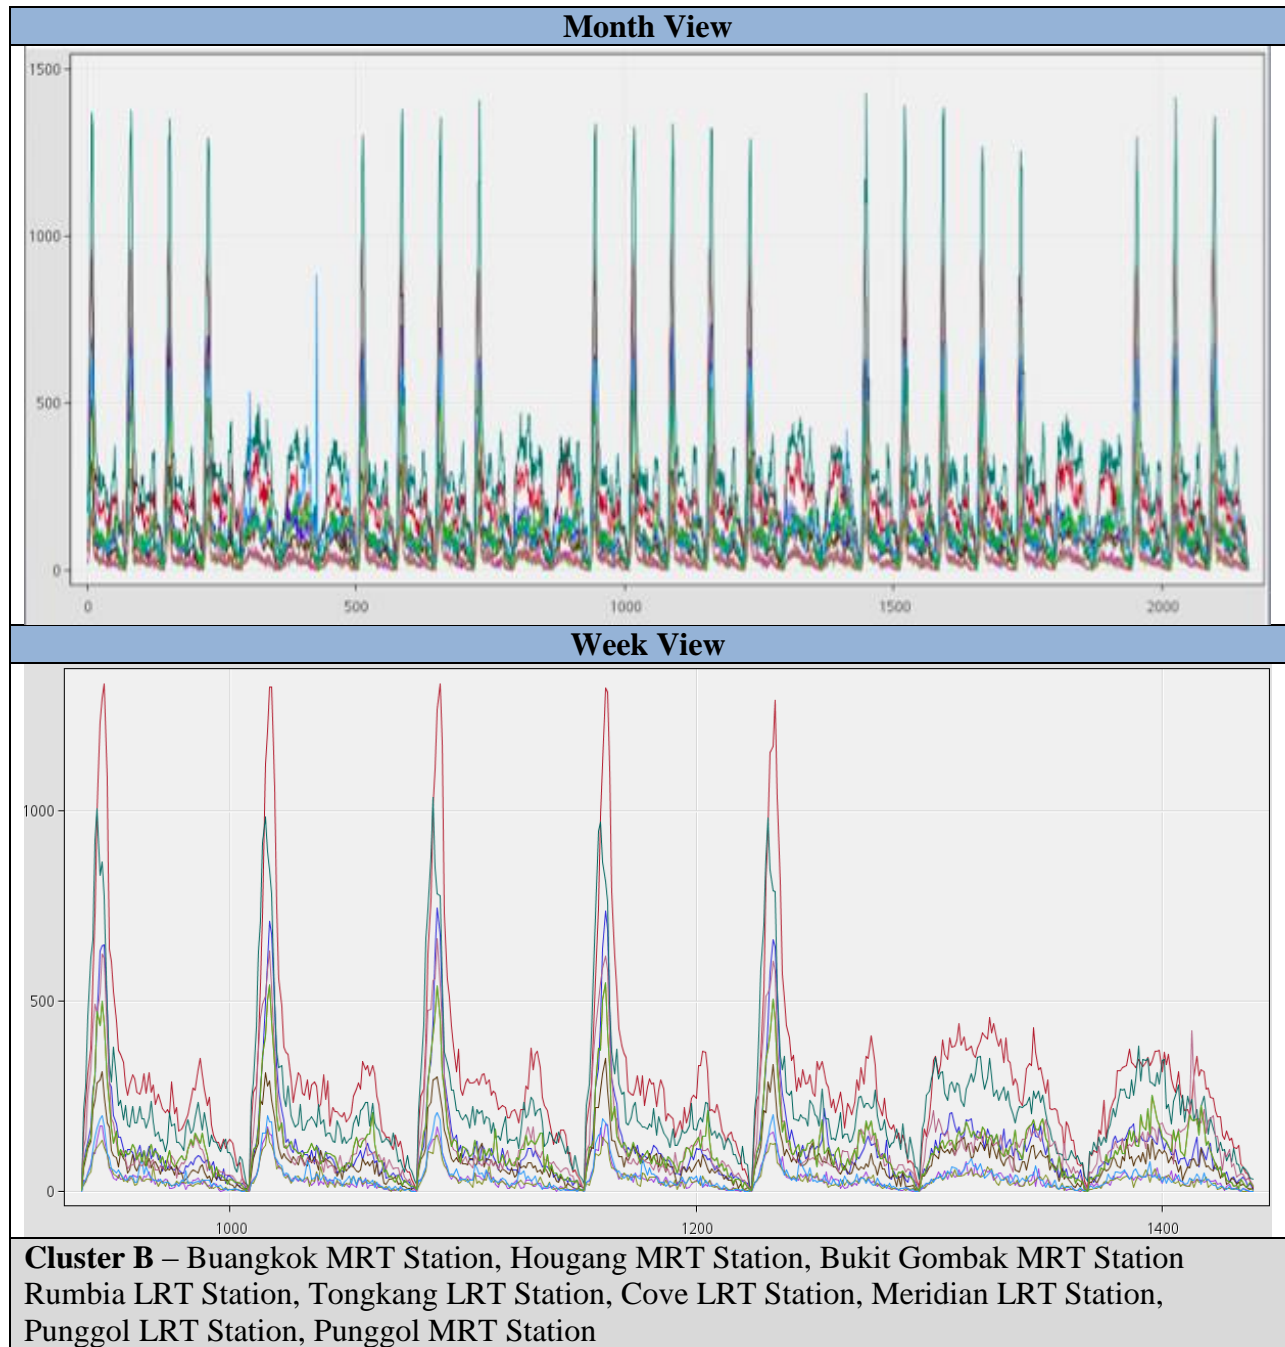 Month View
1500
1000
500
0
0 500 1000 1500 2000
Week View
1000
500
0
1000 1200 1400
Cluster B – Buangkok MRT Station, Hougang MRT Station, Bukit Gombak MRT Station
Rumbia LRT Station, Tongkang LRT Station, Cove LRT Station, Meridian LRT Station,
Punggol LRT Station, Punggol MRT Station